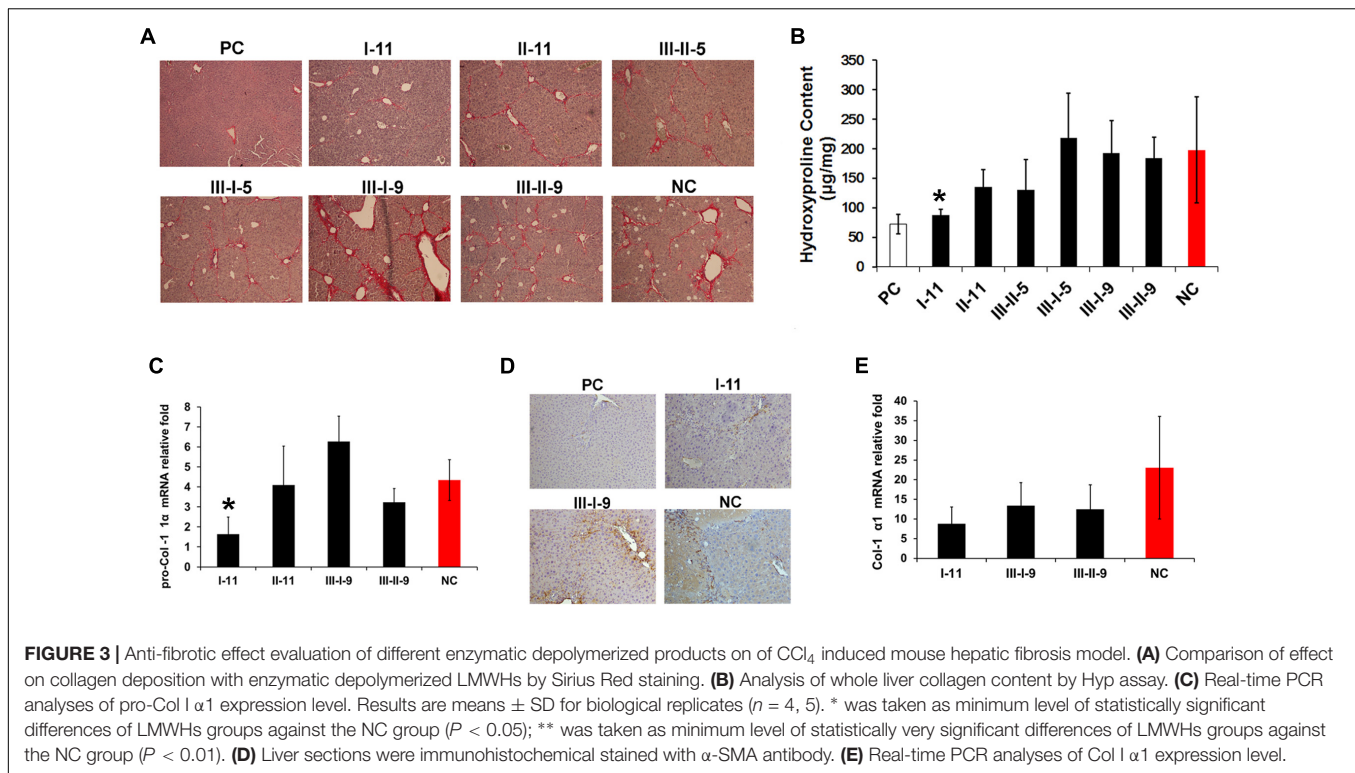 A
PC I-11 II-11 III-II-5
III-I-5 III-I-9 III-II-9 NC
B
Hydroxyproline Content
(µg/mg)
350
300
250
200
150
100
50
0
PC I-11 II-11 III-II-5 III-I-5 III-I-9 III-II-9 NC
*
C
pro-Col -1 1α mRNA relative fold
8
7
6
5
4
3
2
1
0
*
I-11 II-11 III-I-9 III-II-9 NC
D
PC I-11
III-I-9 NC
E
Col-1 α1 mRNA relative fold
40
35
30
25
20
15
10
5
0
I-11 III-I-9 III-II-9 NC
FIGURE 3 | Anti-fibrotic effect evaluation of different enzymatic depolymerized products on of CCl4 induced mouse hepatic fibrosis model. (A) Comparison of effect
on collagen deposition with enzymatic depolymerized LMWHs by Sirius Red staining. (B) Analysis of whole liver collagen content by Hyp assay. (C) Real-time PCR
analyses of pro-Col I α1 expression level. Results are means ± SD for biological replicates (n = 4, 5). * was taken as minimum level of statistically significant
differences of LMWHs groups against the NC group (P < 0.05); ** was taken as minimum level of statistically very significant differences of LMWHs groups against
the NC group (P < 0.01). (D) Liver sections were immunohistochemical stained with α-SMA antibody. (E) Real-time PCR analyses of Col I α1 expression level.